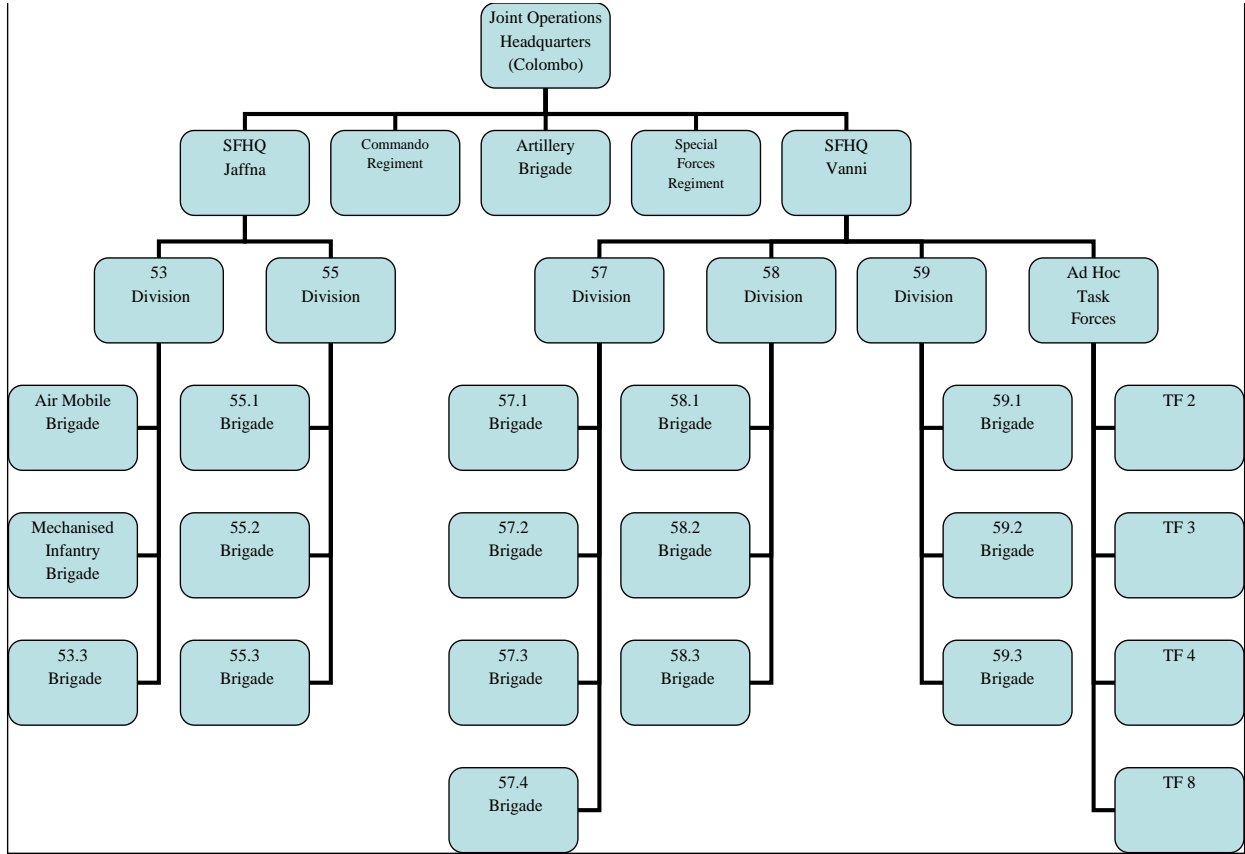 Joint Operations
Headquarters
(Colombo)
SFHQ
Jaffna
Commando
Regiment
Artillery
Brigade
Special
Forces
Regiment
SFHQ
Vanni
53
Division
55
Division
57
Division
58
Division
59
Division
Ad Hoc
Task
Forces
Air Mobile
Brigade
55.1
Brigade
57.1
Brigade
58.1
Brigade
59.1
Brigade
TF 2
Mechanised
Infantry
Brigade
55.2
Brigade
57.2
Brigade
58.2
Brigade
59.2
Brigade
TF 3
53.3
Brigade
55.3
Brigade
57.3
Brigade
58.3
Brigade
59.3
Brigade
TF 4
57.4
Brigade
TF 8